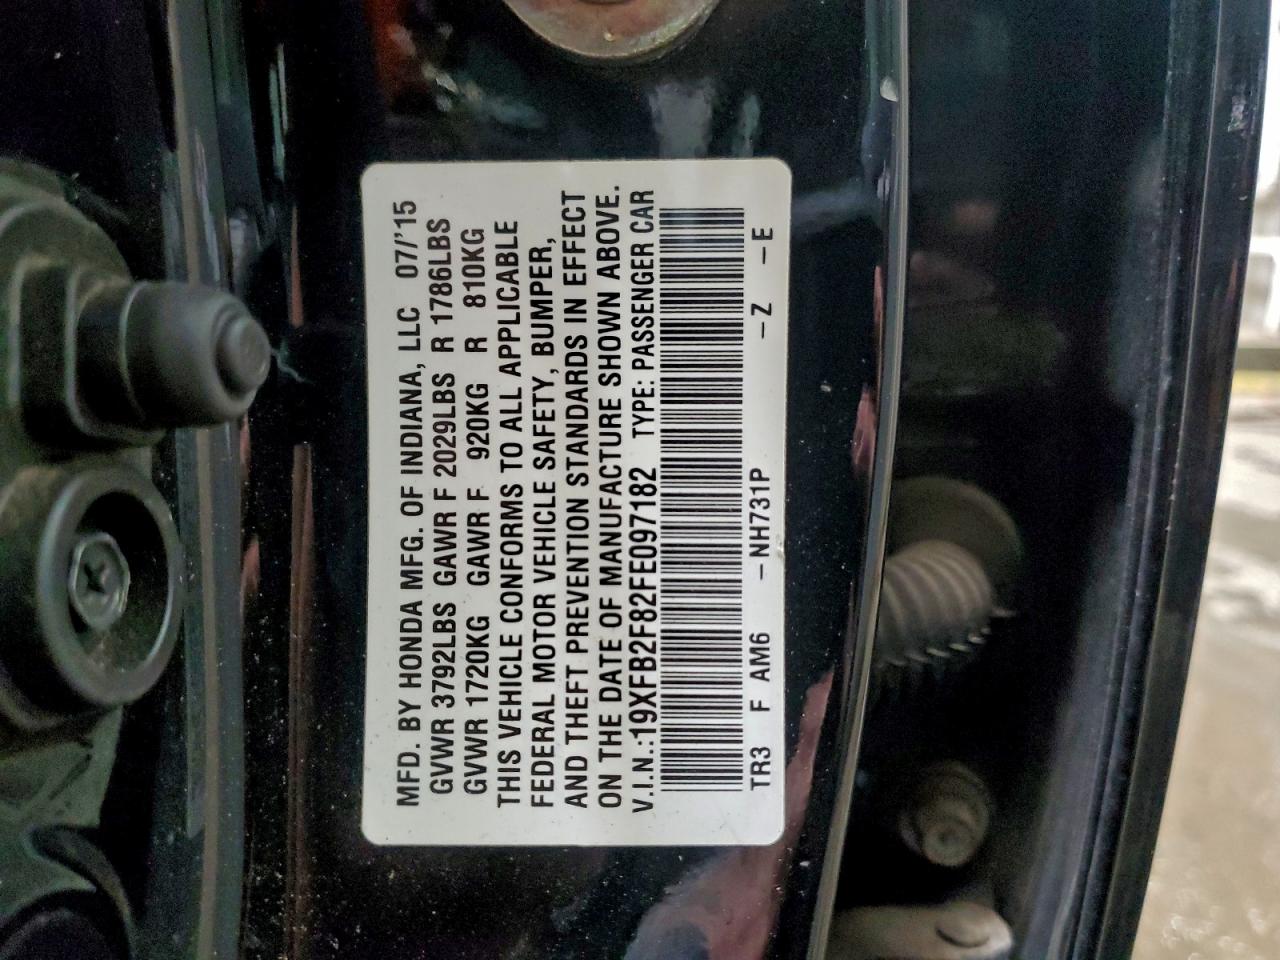 MFD. BY HONDA MFG. OF INDIANA, LLC 07/'15
GVWR 3792LBS GAWR F 2029LBS R 1786LBS
GVWR 1720KG GAWR F 920KG R 810KG
THIS VEHICLE CONFORMS TO ALL APPLICABLE
FEDERAL MOTOR VEHICLE SAFETY, BUMPER,
AND THEFT PREVENTION STANDARDS IN EFFECT
ON THE DATE OF MANUFACTURE SHOWN ABOVE.
V.I.N.:19XFB2F82FE097182 TYPE: PASSENGER CAR
TR3 F AM6 –NH731P –Z –E